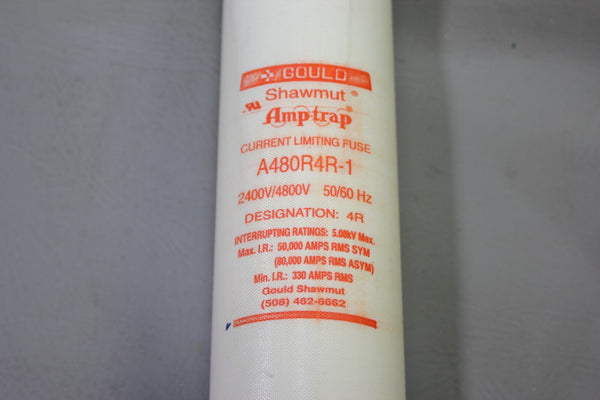 GOULD
Shawmut®
Amp-trap
CURRENT LIMITING FUSE
A480R4R-1
2400V/4800V 50/60 Hz
DESIGNATION: 4R
INTERRUPTING RATINGS: 5.08kV Max.
Max. I.R.: 50,000 AMPS RMS SYM
(80,000 AMPS RMS ASYM)
Min. I.R.: 330 AMPS RMS
Gould Shawmut
(508) 462-6662